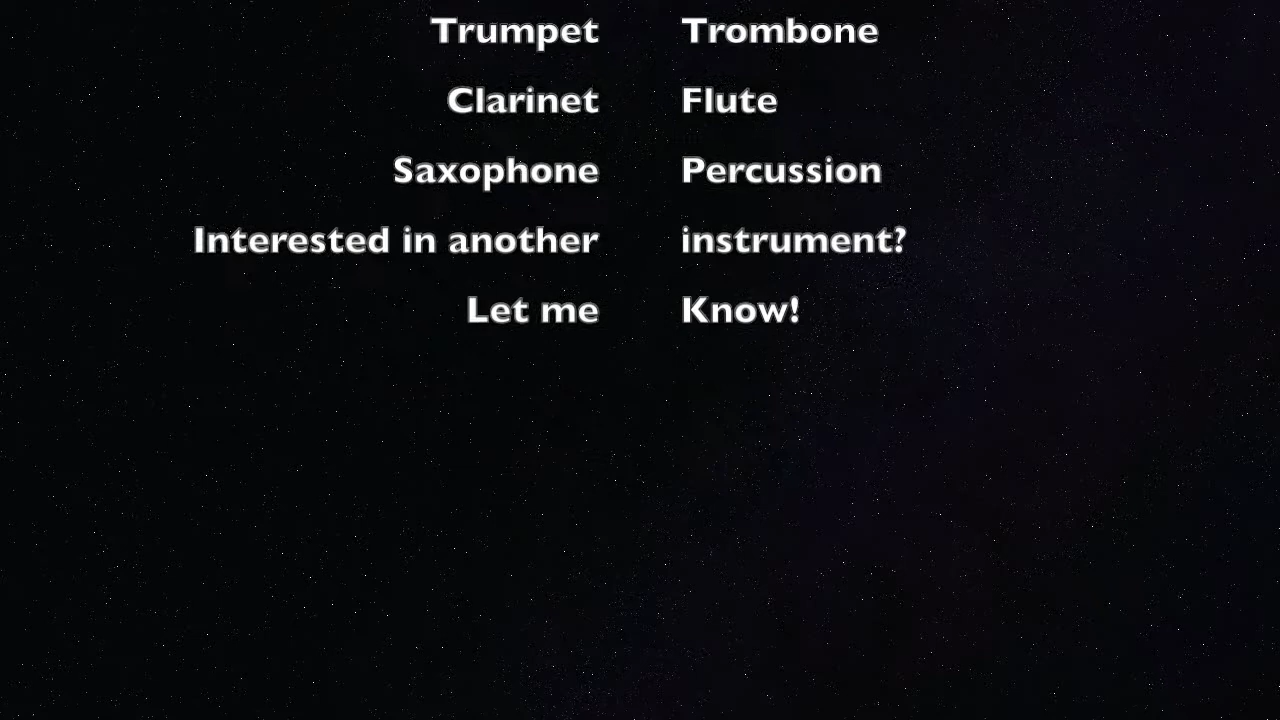 Trumpet Trombone
Clarinet Flute
Saxophone Percussion
Interested in another instrument?
Let me Know!